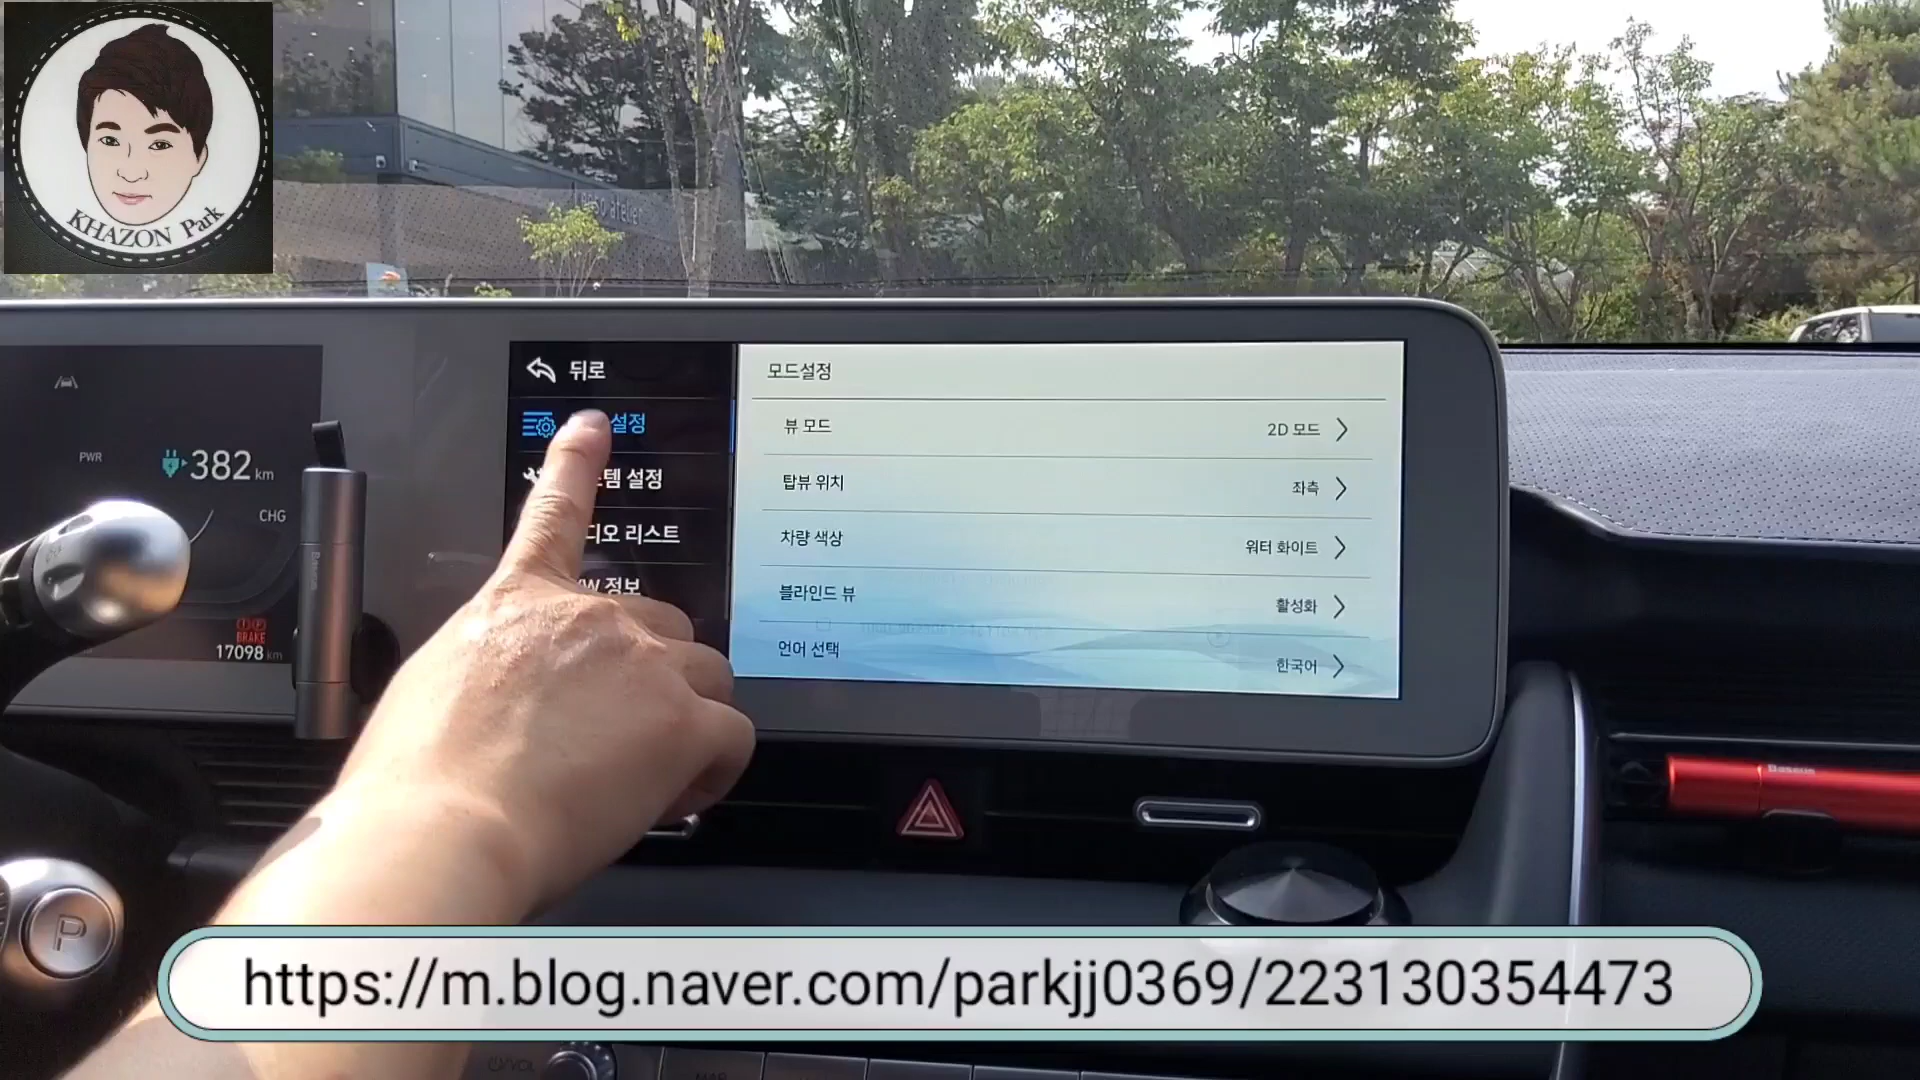 KHAZON Park
뒤로
설정
템 설정
디오 리스트
정보
모드설정
뷰 모드
2D 모드
탑뷰 위치
좌측
차량 색상
워터 화이트
블라인드 뷰
활성화
언어 선택
한국어
PWR
382 km
CHG
BRAKE
17098 km
Baseus
Baseus
P
https://m.blog.naver.com/parkjj0369/223130354473